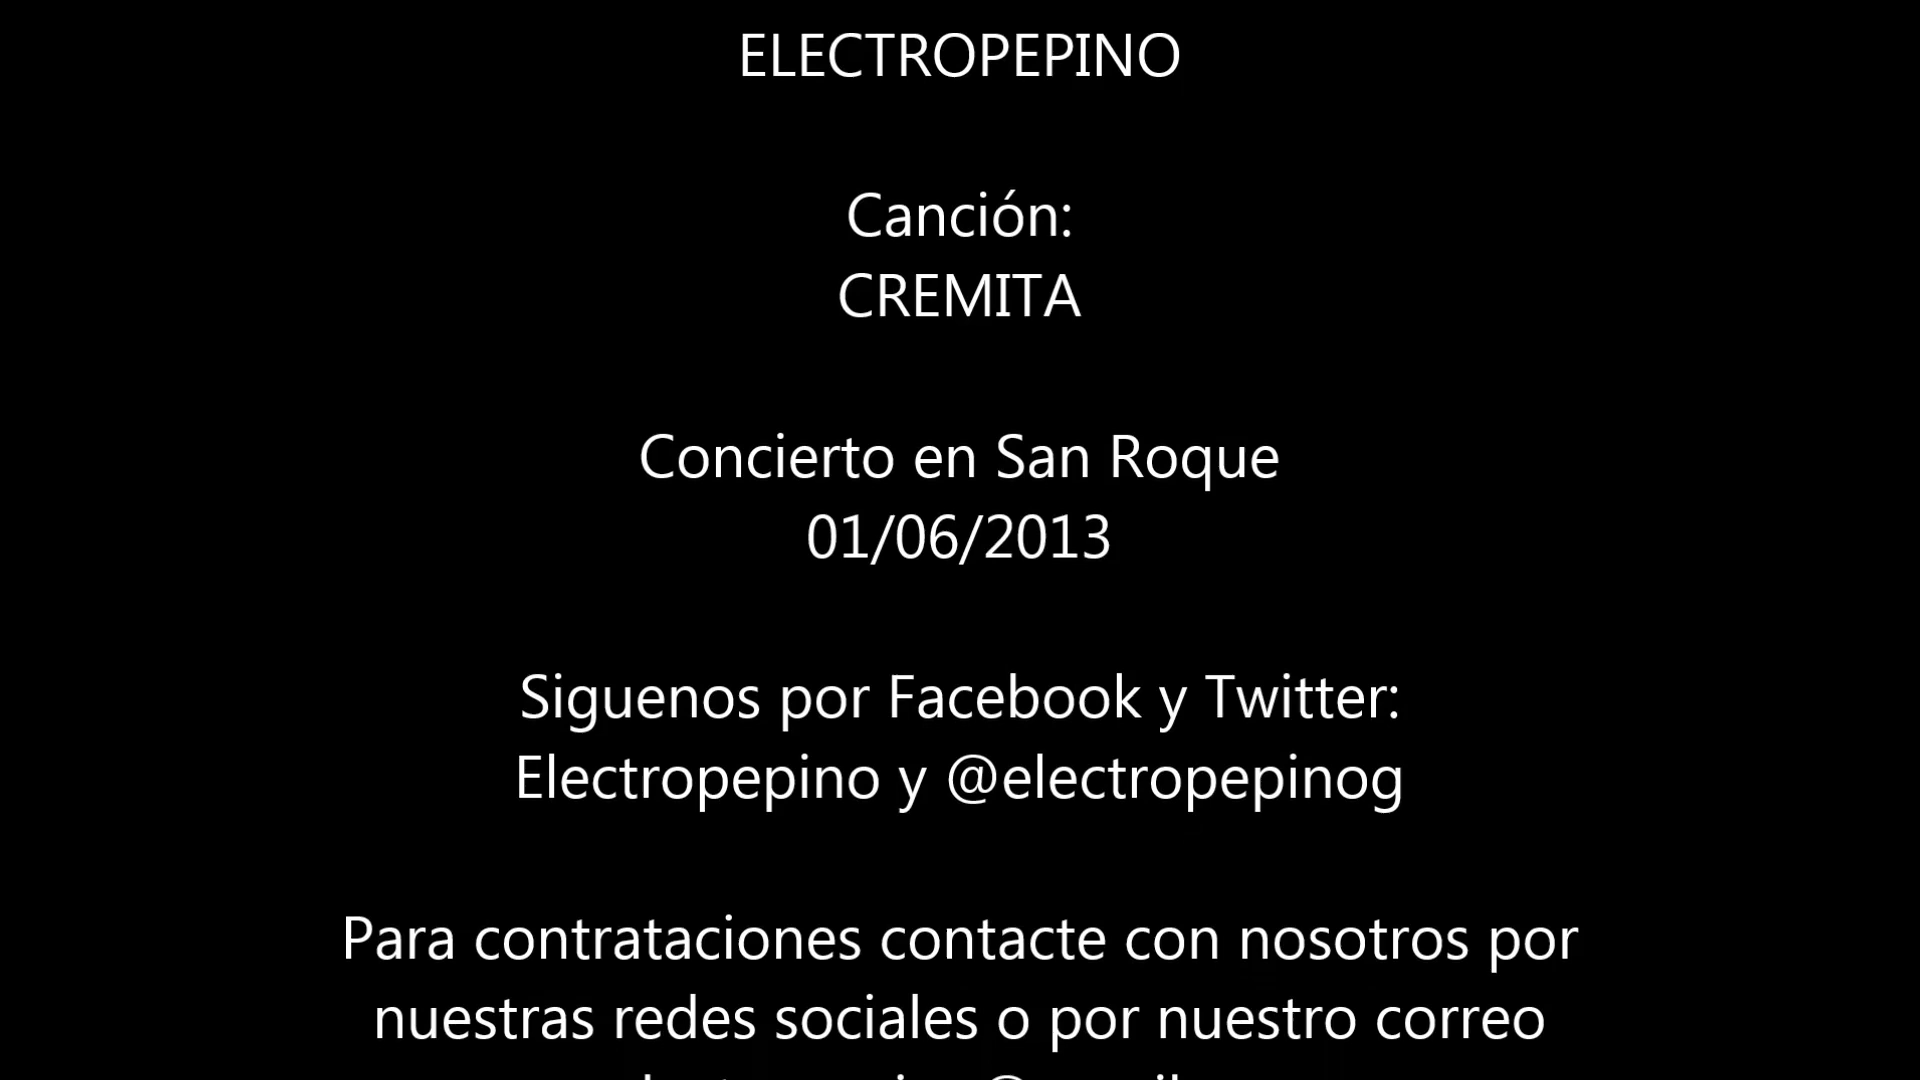 ELECTROPEPINO
Canción:
CREMITA
Concierto en San Roque
01/06/2013
Siguenos por Facebook y Twitter:
Electropepino y @electropepinog
Para contrataciones contacte con nosotros por
nuestras redes sociales o por nuestro correo